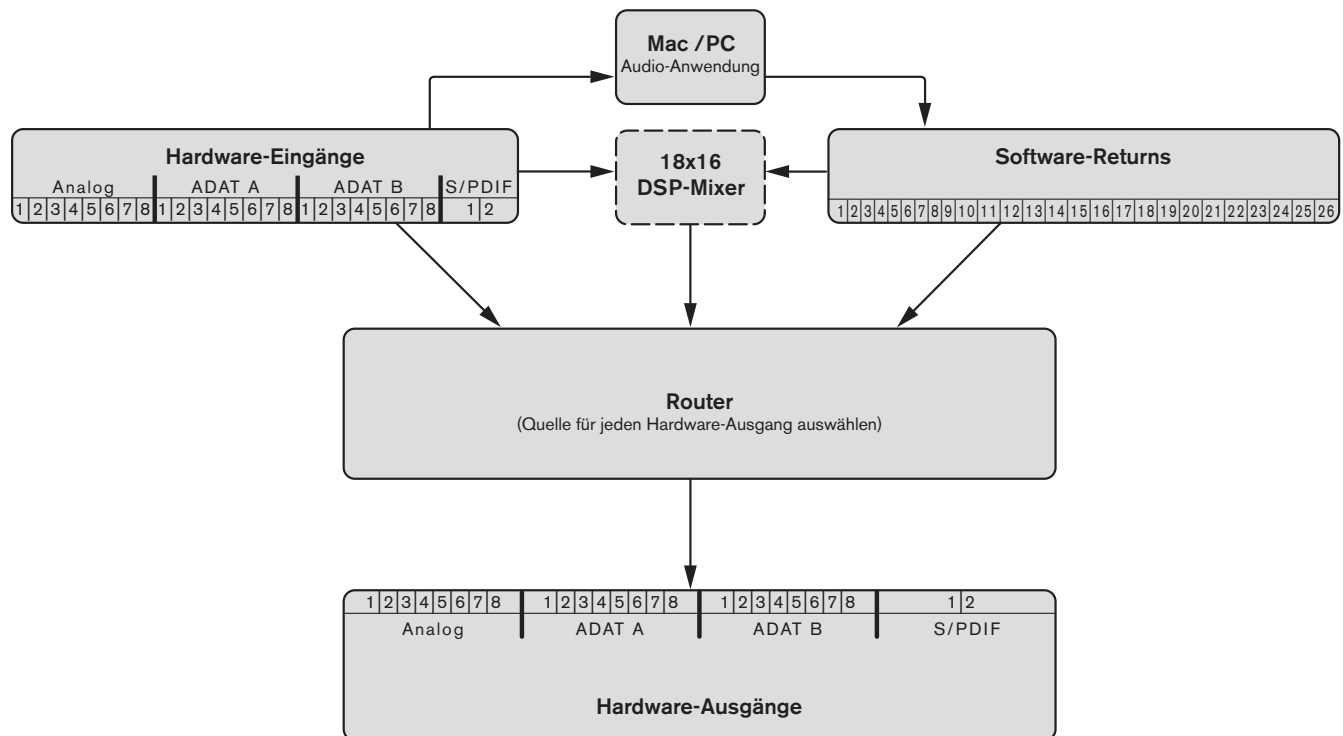 Mac /PC
Audio-Anwendung
Hardware-Eingänge
Analog ADAT A ADAT B S/PDIF
1 2 3 4 5 6 7 8 1 2 3 4 5 6 7 8 1 2 3 4 5 6 7 8 1 2
18x16
DSP-Mixer
Software-Returns
1 2 3 4 5 6 7 8 9 10 11 12 13 14 15 16 17 18 19 20 21 22 23 24 25 26
Router
(Quelle für jeden Hardware-Ausgang auswählen)
1 2 3 4 5 6 7 8 1 2 3 4 5 6 7 8 1 2 3 4 5 6 7 8 1 2
Analog ADAT A ADAT B S/PDIF
Hardware-Ausgänge